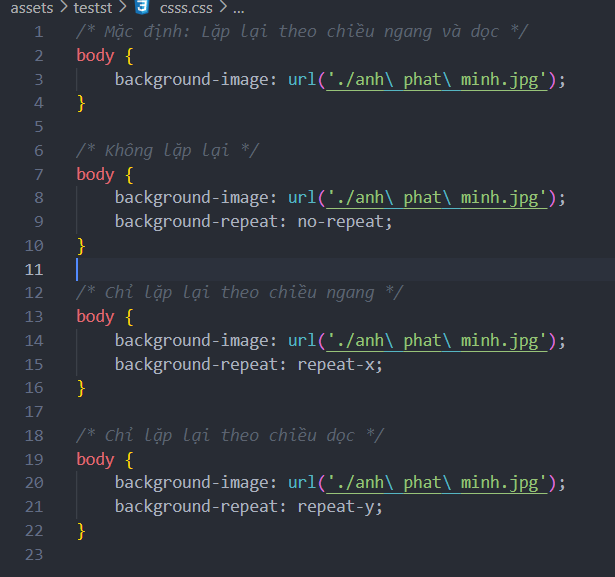 assets > testst > csss.css > ...
1 /* Mặc định: Lặp lại theo chiều ngang và dọc */
2 body {
3 background-image: url('./anh\ phat\ minh.jpg');
4 }
5
6 /* Không lặp lại */
7 body {
8 background-image: url('./anh\ phat\ minh.jpg');
9 background-repeat: no-repeat;
10 }
11
12 /* Chỉ lặp lại theo chiều ngang */
13 body {
14 background-image: url('./anh\ phat\ minh.jpg');
15 background-repeat: repeat-x;
16 }
17
18 /* Chỉ lặp lại theo chiều dọc */
19 body {
20 background-image: url('./anh\ phat\ minh.jpg');
21 background-repeat: repeat-y;
22 }
23